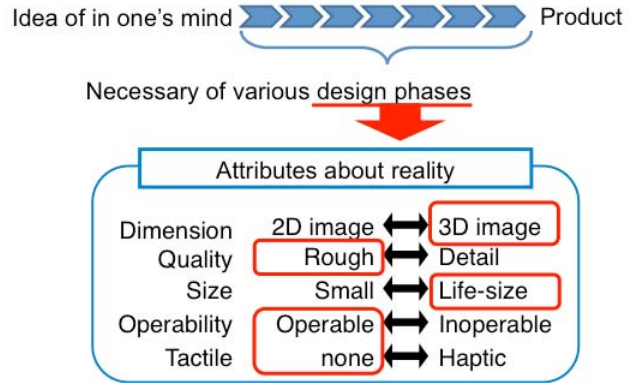 Idea of in one's mind Product
Necessary of various design phases
Attributes about reality
Dimension 2D image 3D image
Quality Rough Detail
Size Small Life-size
Operability Operable Inoperable
Tactile none Haptic